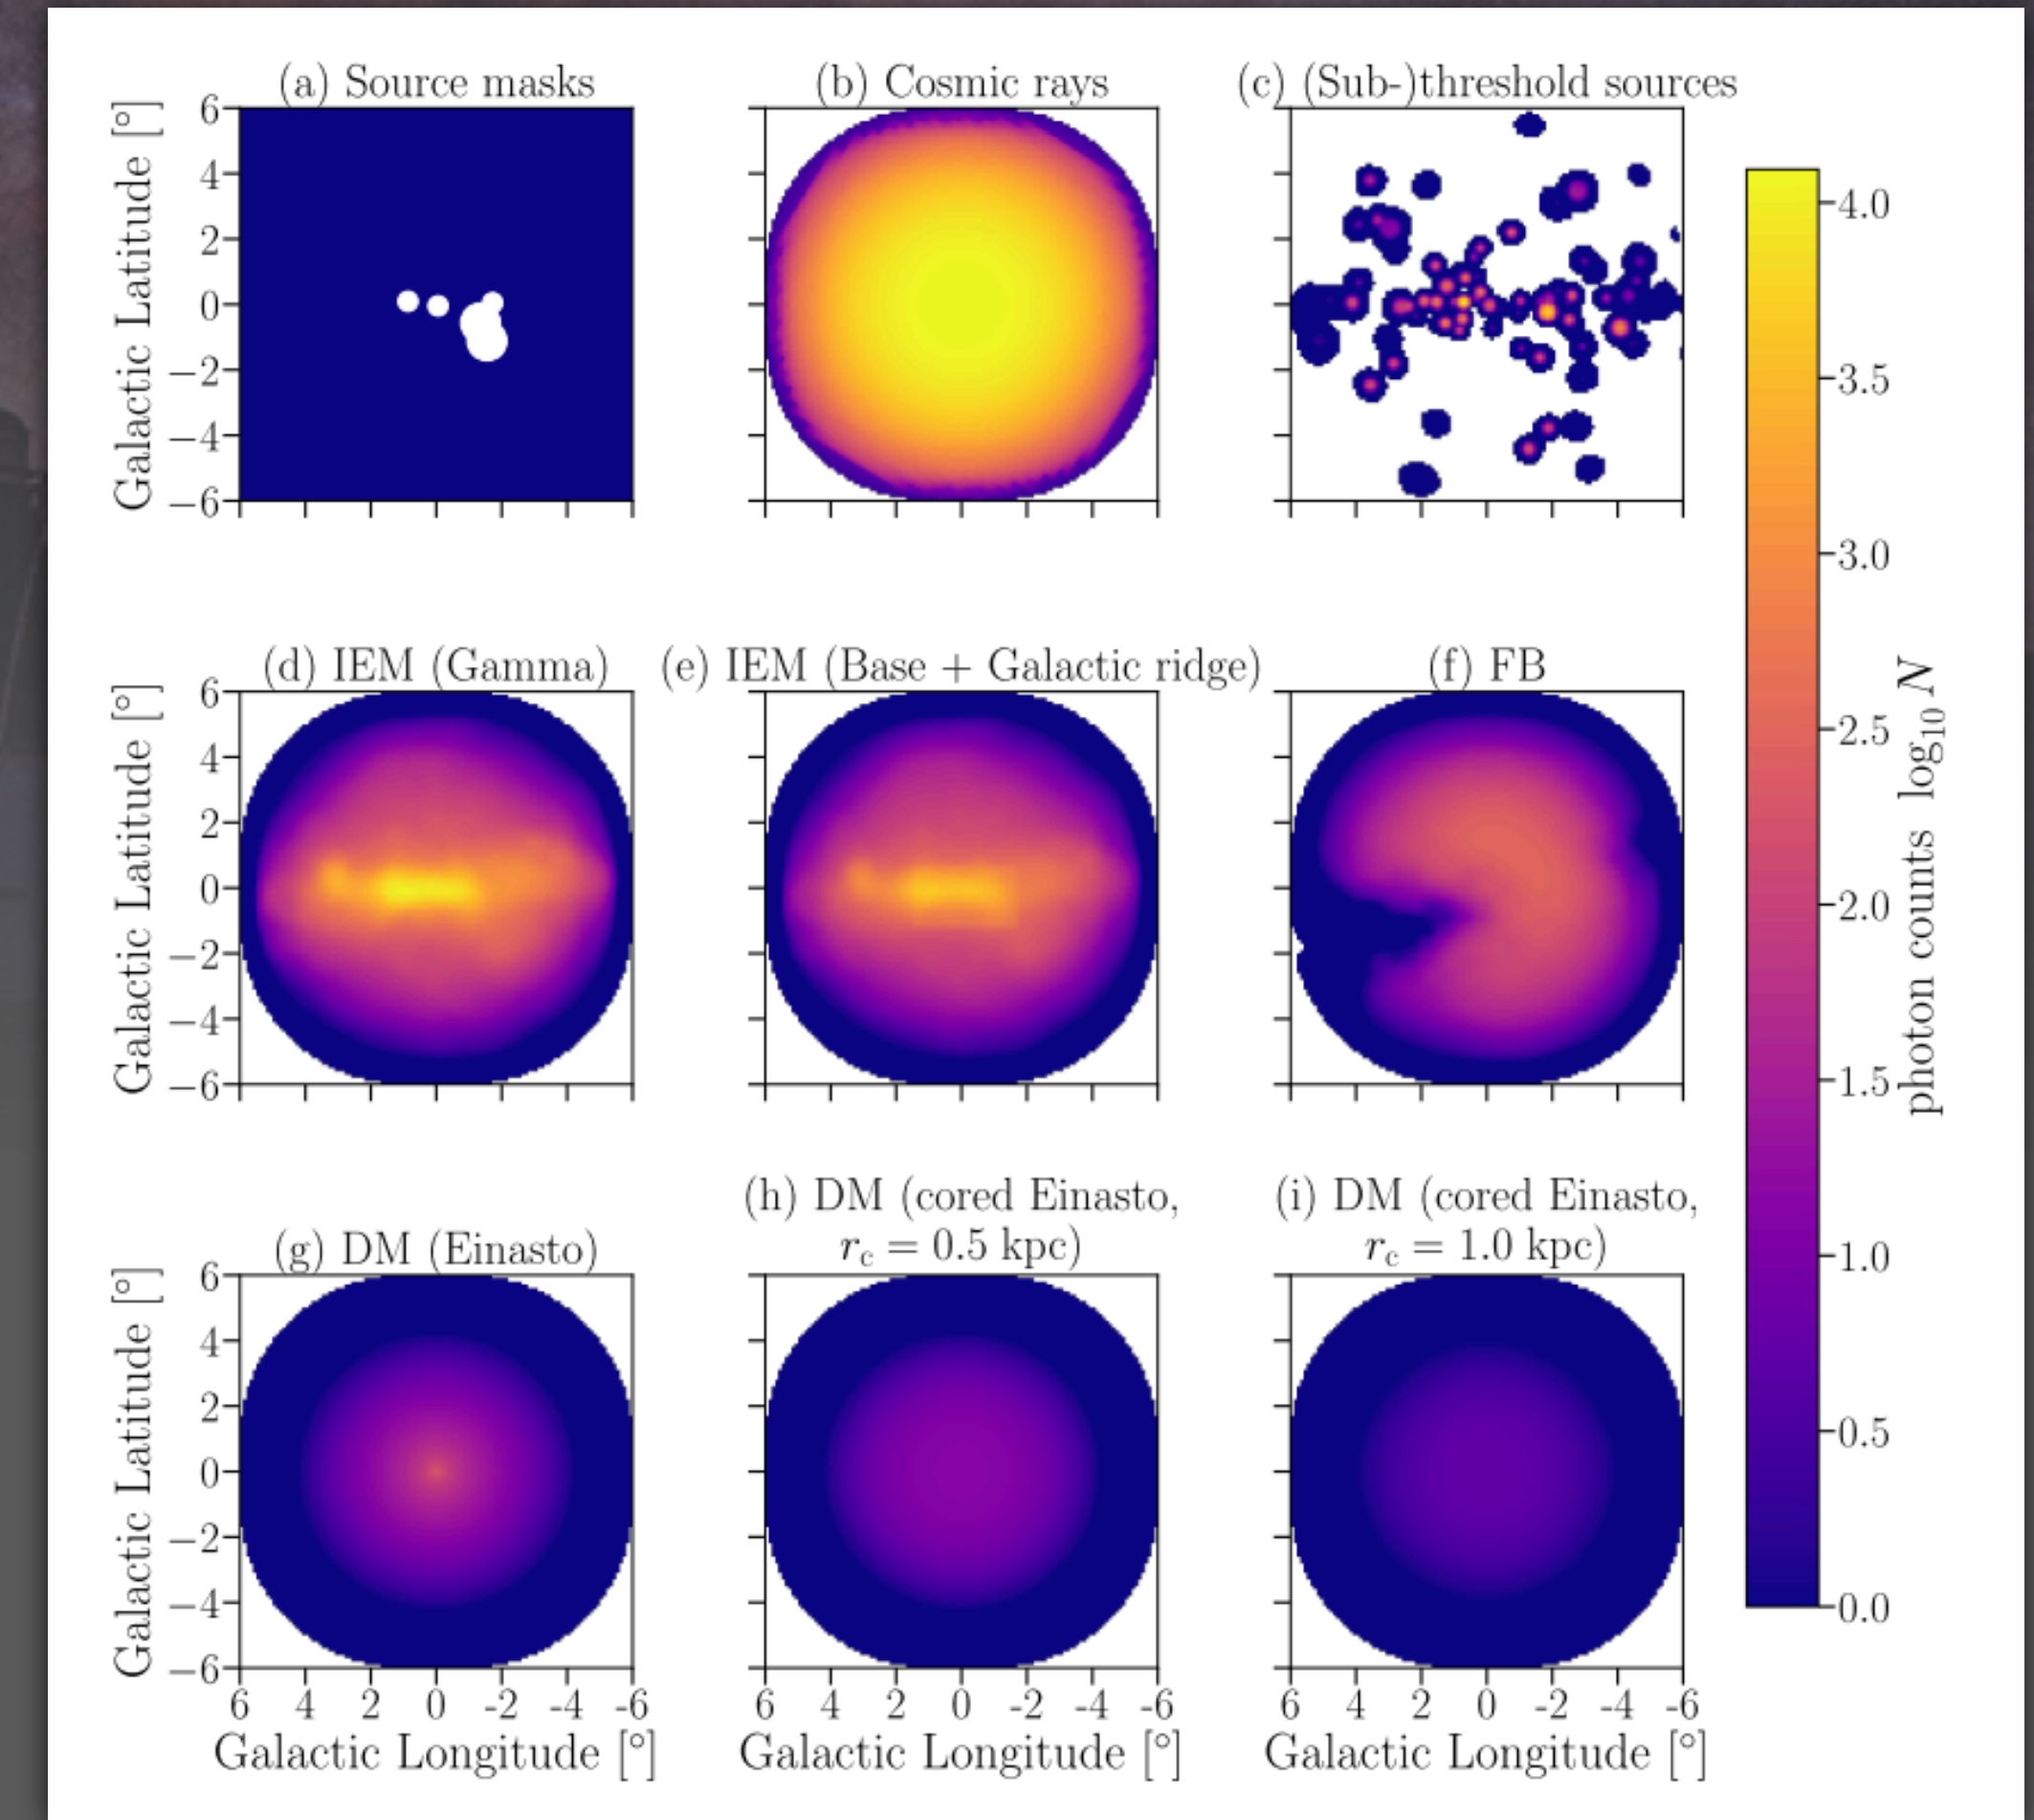 (a) Source masks
(b) Cosmic rays
(c) (Sub-)threshold sources
Galactic Latitude [°]
6
4
2
0
−2
−4
−6
(d) IEM (Gamma)
(e) IEM (Base + Galactic ridge)
(f) FB
Galactic Latitude [°]
6
4
2
0
−2
−4
−6
(g) DM (Einasto)
(h) DM (cored Einasto,
r_c = 0.5 kpc)
(i) DM (cored Einasto,
r_c = 1.0 kpc)
Galactic Latitude [°]
6
4
2
0
−2
−4
−6
6 4 2 0 -2 -4 -6
Galactic Longitude [°]
6 4 2 0 -2 -4 -6
Galactic Longitude [°]
6 4 2 0 -2 -4 -6
Galactic Longitude [°]
4.0
3.5
3.0
2.5
2.0
1.5
1.0
0.5
0.0
photon counts log₁₀ N